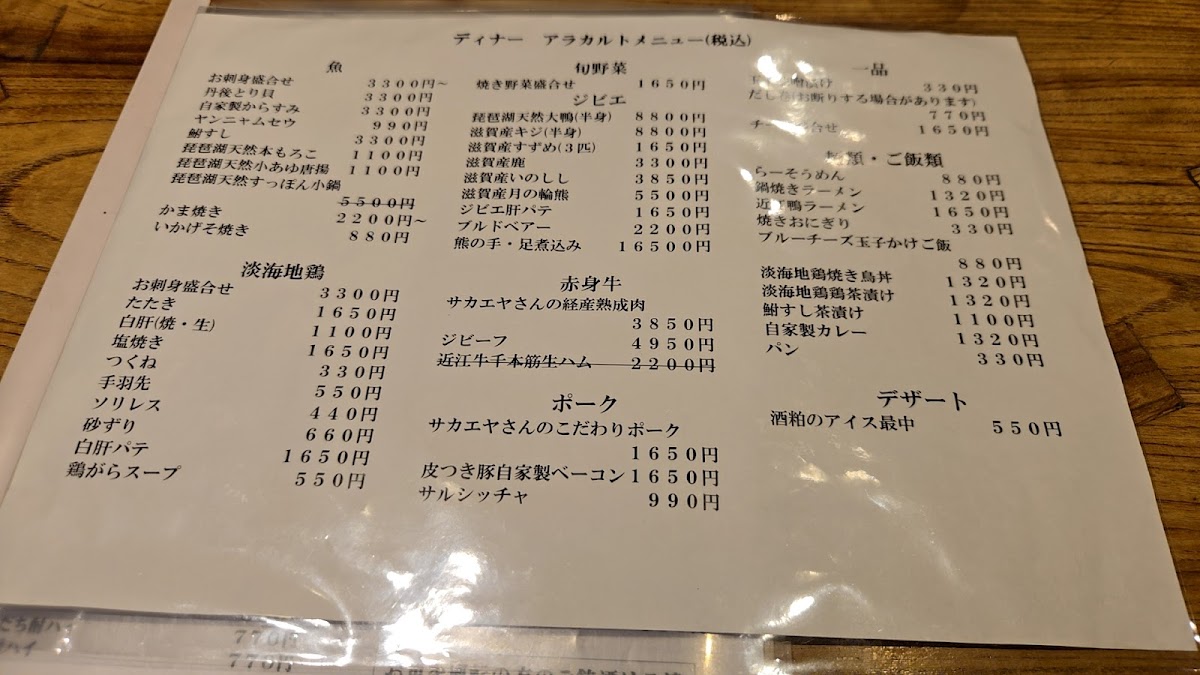 ディナー アラカルトメニュー(税込)
魚
お刺身盛合せ 3300円~
丹後とり貝 3300円
自家製からすみ 3300円
ヤンニャムセウ 990円
鮒すし 3300円
琵琶湖天然本もろこ 1100円
琵琶湖天然小あゆ唐揚 1100円
琵琶湖天然すっぽん小鍋
5500円
かま焼き 2200円~
いかげそ焼き 880円
淡海地鶏
お刺身盛合せ 3300円
たたき 1650円
白肝(焼・生) 1100円
塩焼き 1650円
つくね 330円
手羽先 550円
ソリレス 440円
砂ずり 660円
白肝パテ 1650円
鶏がらスープ 550円
旬野菜
焼き野菜盛合せ 1650円
ジビエ
琵琶湖天然大鴨(半身) 8800円
滋賀産キジ(半身) 8800円
滋賀産すずめ(3匹) 1650円
滋賀産鹿 3300円
滋賀産いのしし 3850円
滋賀産月の輪熊 5500円
ジビエ肝パテ 1650円
ブルドベアー 2200円
熊の手・足煮込み 16500円
赤身牛
サカエヤさんの経産熟成肉
3850円
ジビーフ 4950円
近江牛千本筋生ハム 2200円
ポーク
サカエヤさんのこだわりポーク
1650円
皮つき豚自家製ベーコン 1650円
サルシッチャ 990円
一品
漬け 330円
だし巻(お断りする場合があります)
770円
チーズ盛合せ 1650円
麺類・ご飯類
らーそうめん 880円
鍋焼きラーメン 1320円
近江鴨ラーメン 1650円
焼きおにぎり 330円
ブルーチーズ玉子かけご飯
880円
淡海地鶏焼き鳥丼 1320円
淡海地鶏鶏茶漬け 1320円
鮒すし茶漬け 1100円
自家製カレー 1320円
パン 330円
デザート
酒粕のアイス最中 550円
770円
770円